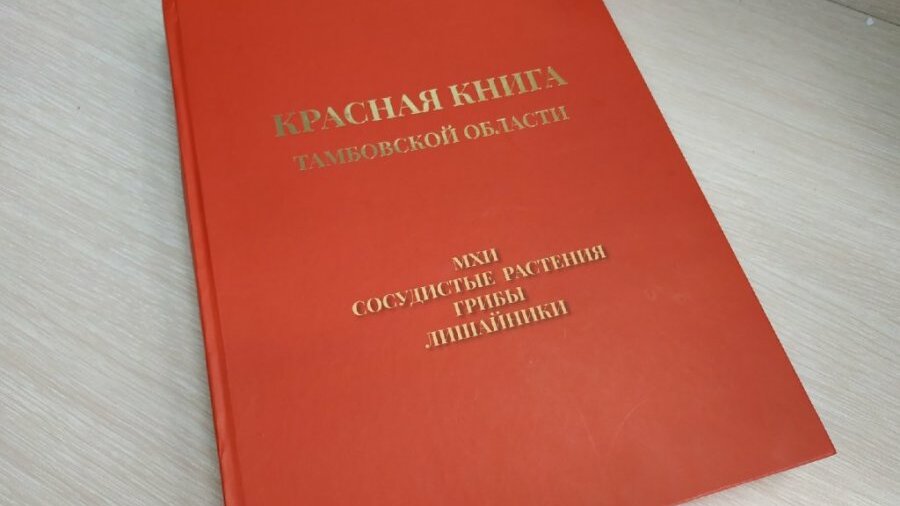 КРАСНАЯ КНИГА
ТАМБОВСКОЙ ОБЛАСТИ
МХИ
СОСУДИСТЫЕ РАСТЕНИЯ
ГРИБЫ
ЛИШАЙНИКИ